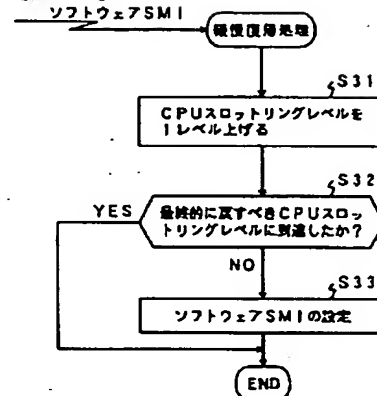 ソフトウェアSMI
緩慢復帰処理
S31
CPUスロットリングレベルを
1レベル上げる
S32
YES
最終的に戻すべきCPUスロッ
トリングレベルに到達したか?
NO
S33
ソフトウェアSMIの設定
END